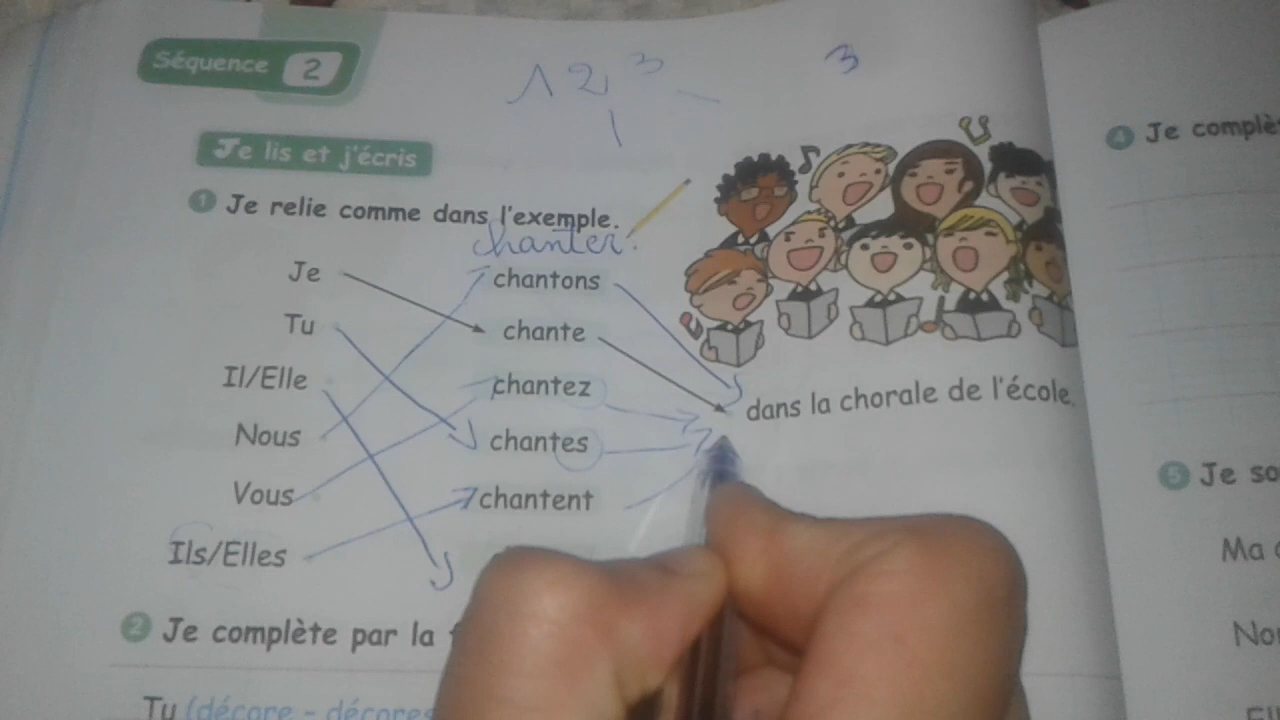 Séquence 2
1 2 3
3
Je lis et j'écris
1 Je relie comme dans l'exemple.
chanter:
Je
chantons
Tu
chante
Il/Elle
chantez
dans la chorale de l'école.
Nous
chantes
Vous
chantent
Ils/Elles
2 Je complète par la
Tu (décore - décores
4 Je complè
5 Je so
Ma
No